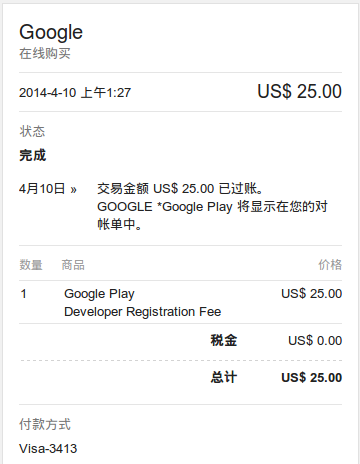 Google
在线购买
2014-4-10 上午1:27 US$ 25.00
状态
完成
4月10日 » 交易金额 US$ 25.00 已过账。
GOOGLE *Google Play 将显示在您的对
帐单中。
数量 商品 价格
1 Google Play US$ 25.00
Developer Registration Fee
税金 US$ 0.00
总计 US$ 25.00
付款方式
Visa-3413